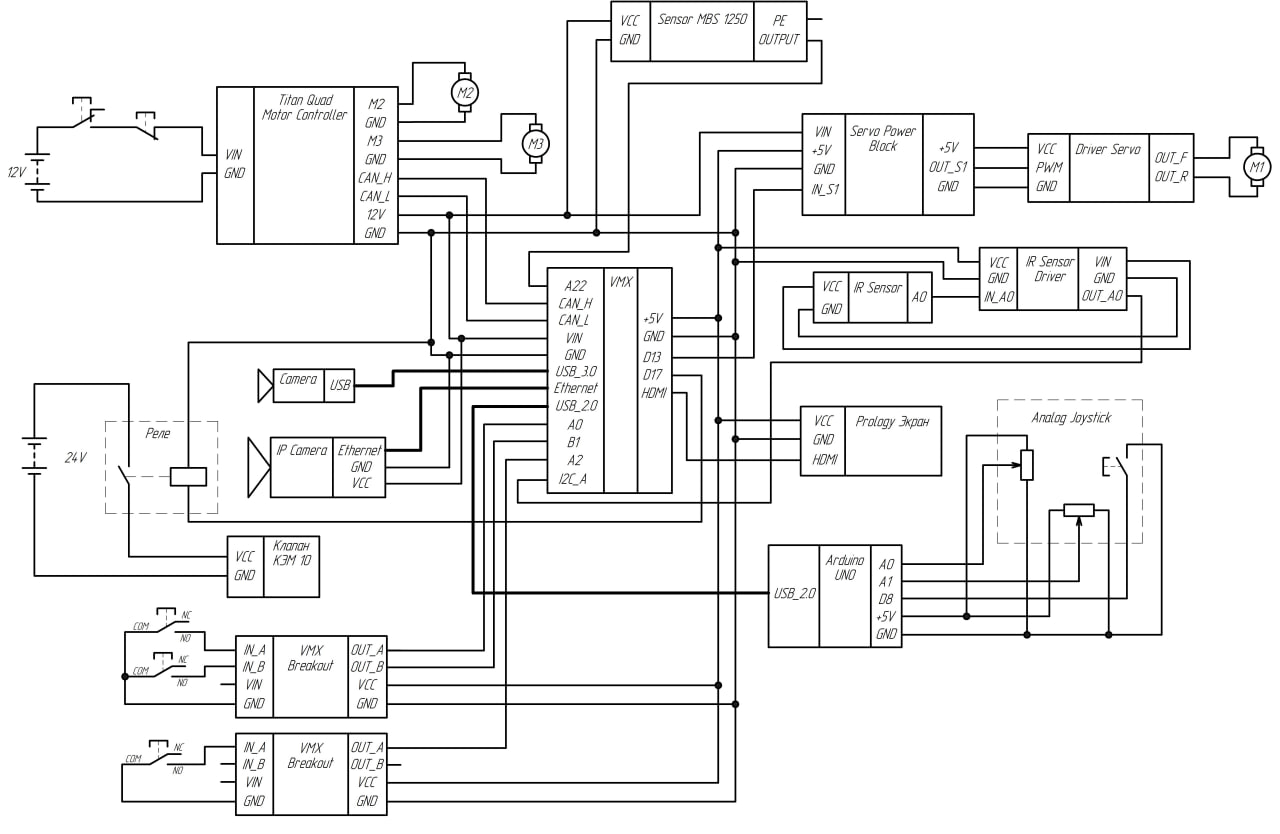 VCC
GND
Sensor MBS 1250
PE
OUTPUT
12V
VIN
GND
Titan Quad
Motor Controller
M2
GND
M3
GND
CAN_H
CAN_L
12V
GND
M2
M3
VIN
+5V
GND
IN_S1
Servo Power
Block
+5V
OUT_S1
GND
VCC
PWM
GND
Driver Servo
OUT_F
OUT_R
M1
VCC
GND
IR Sensor
A0
VCC
GND
IN_A0
IR Sensor
Driver
VIN
GND
OUT_A0
A22
CAN_H
CAN_L
VIN
GND
USB_3.0
Ethernet
USB_2.0
A0
B1
A2
I2C_A
VMX
+5V
GND
D13
D17
HDMI
Camera
USB
IP Camera
Ethernet
GND
VCC
24V
Реле
VCC
GND
Клапан
КЭМ 10
VCC
GND
HDMI
Prology Экран
Analog Joystick
USB_2.0
Arduino
UNO
A0
A1
D8
+5V
GND
COM
NC
NO
COM
NC
NO
IN_A
IN_B
VIN
GND
VMX
Breakout
OUT_A
OUT_B
VCC
GND
COM
NC
NO
IN_A
IN_B
VIN
GND
VMX
Breakout
OUT_A
OUT_B
VCC
GND